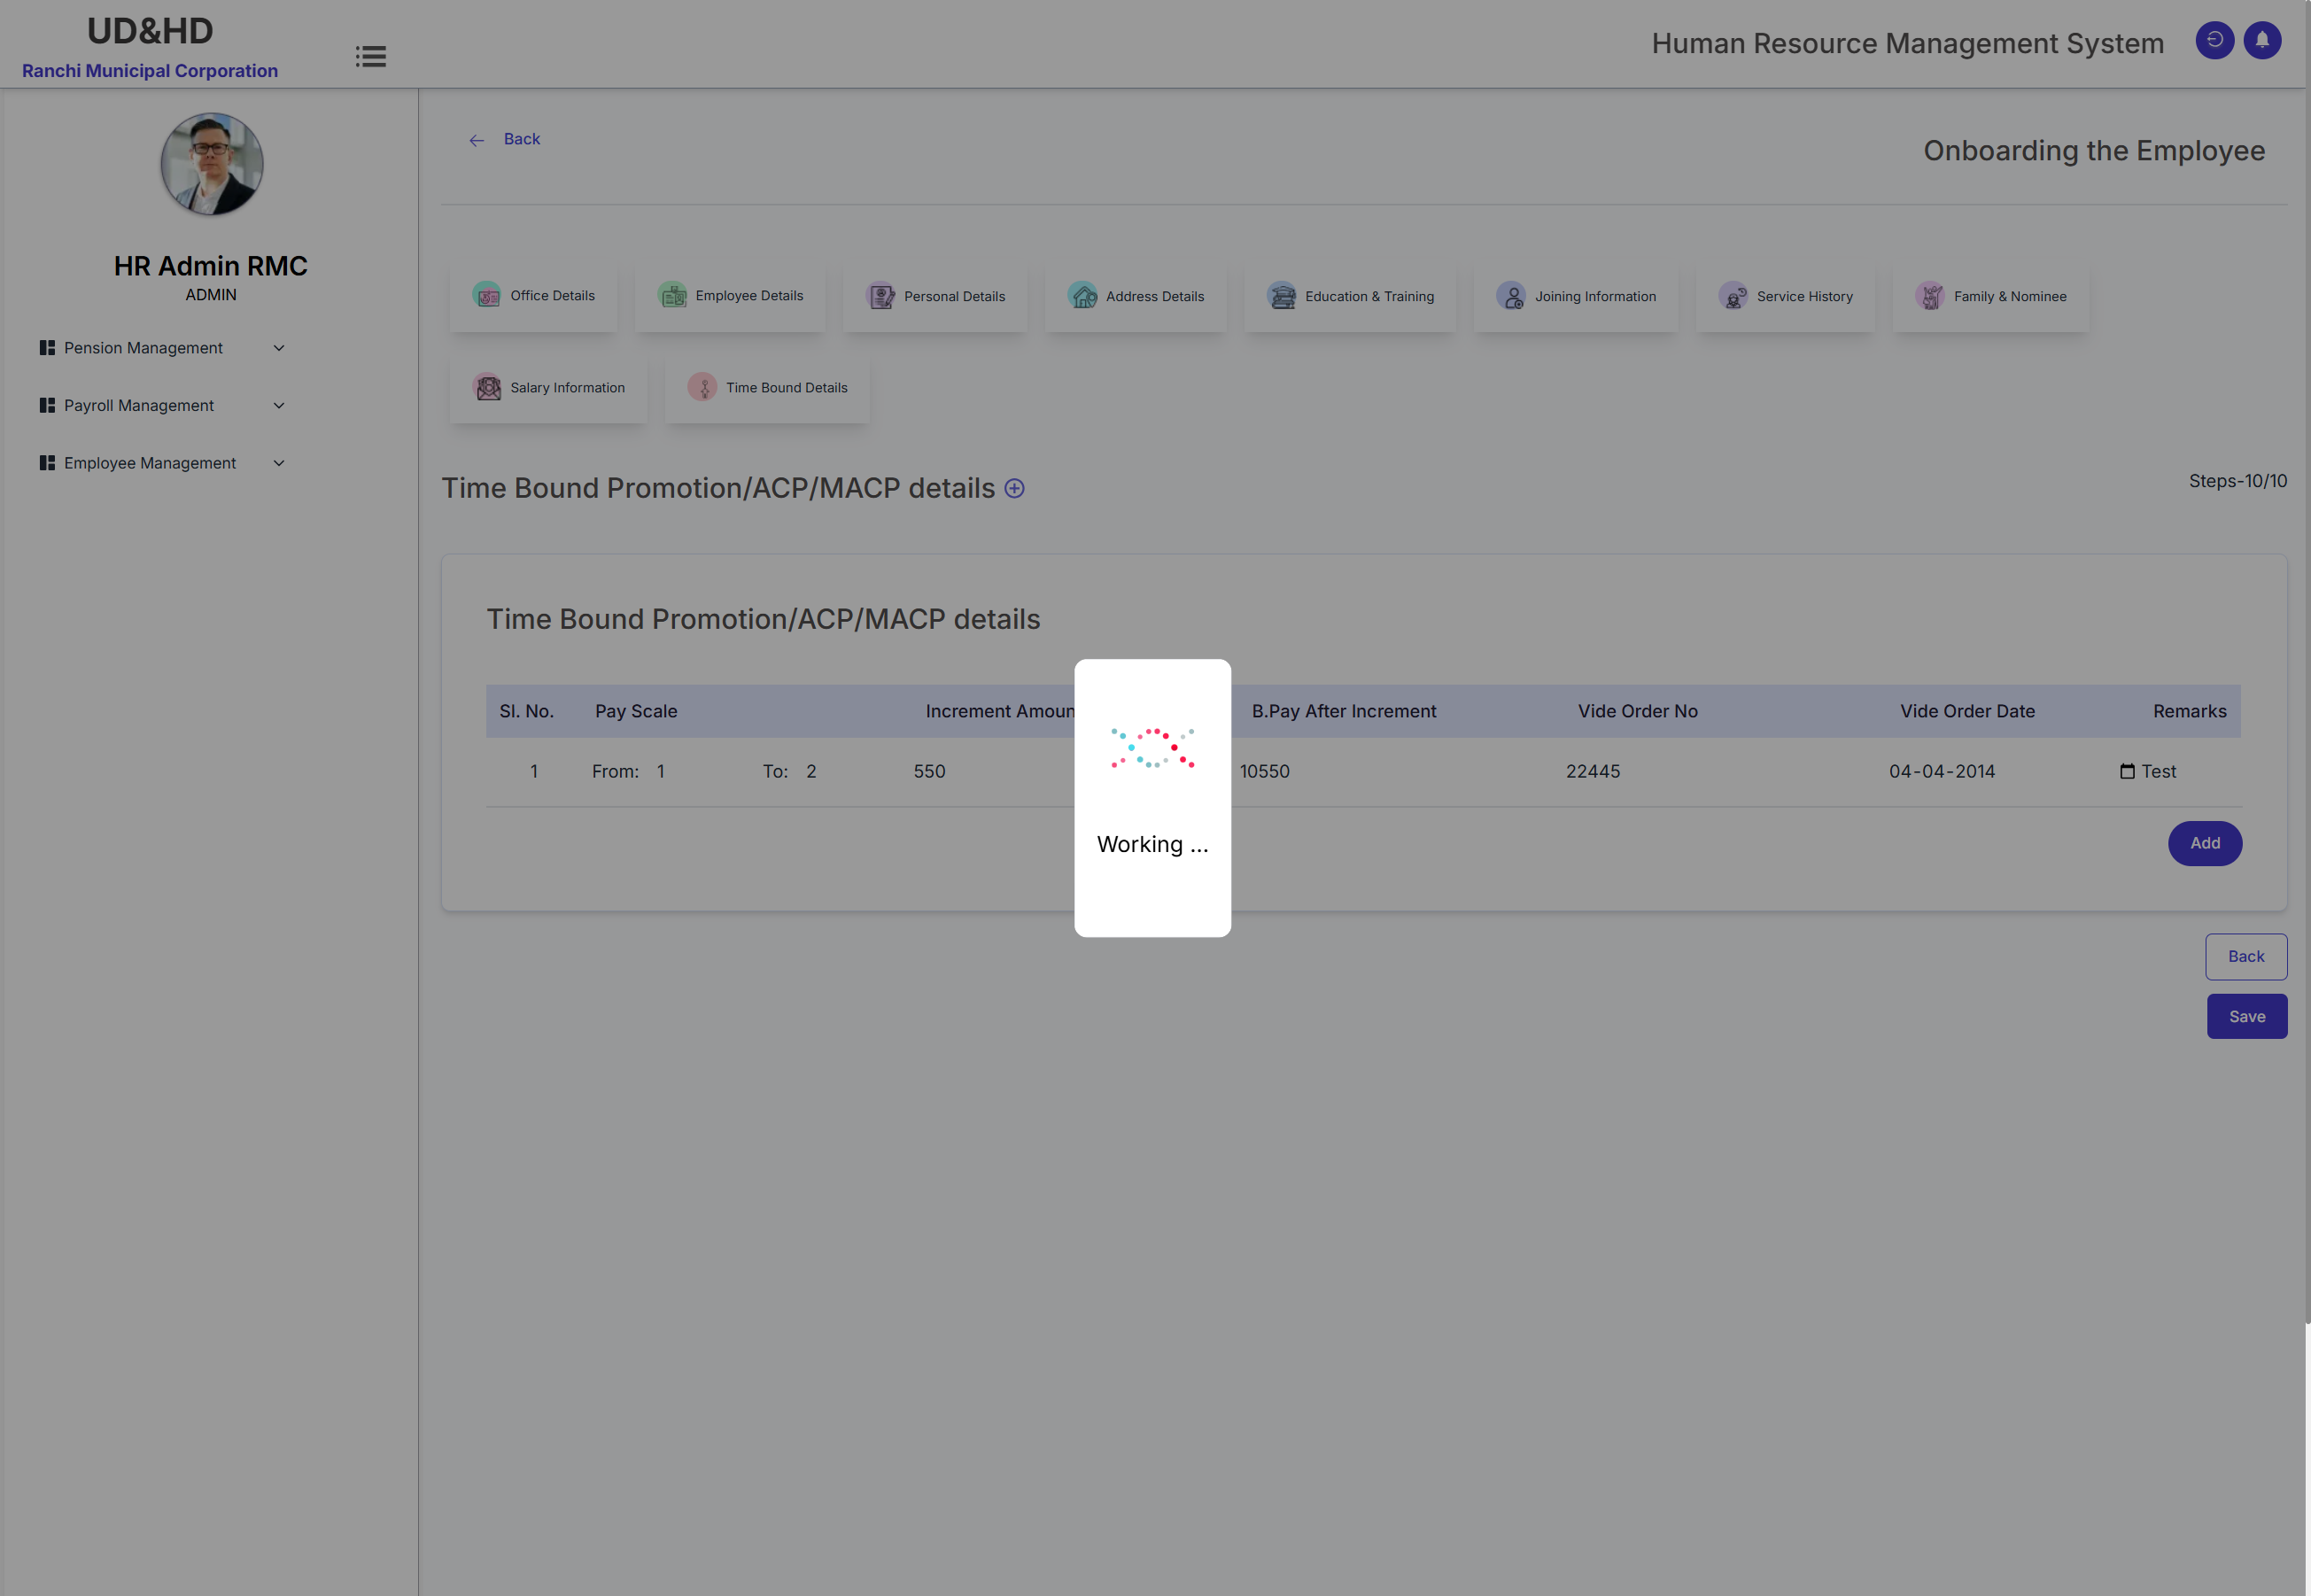 UD&HD
Ranchi Municipal Corporation
Human Resource Management System
HR Admin RMC
ADMIN
Pension Management
Payroll Management
Employee Management
Back
Onboarding the Employee
Office Details
Employee Details
Personal Details
Address Details
Education & Training
Joining Information
Service History
Family & Nominee
Salary Information
Time Bound Details
Time Bound Promotion/ACP/MACP details
Steps-10/10
Time Bound Promotion/ACP/MACP details
Sl. No. Pay Scale Increment Amoun B.Pay After Increment Vide Order No Vide Order Date Remarks
1 From: 1 To: 2 550 10550 22445 04-04-2014 Test
Working ...
Add
Back
Save